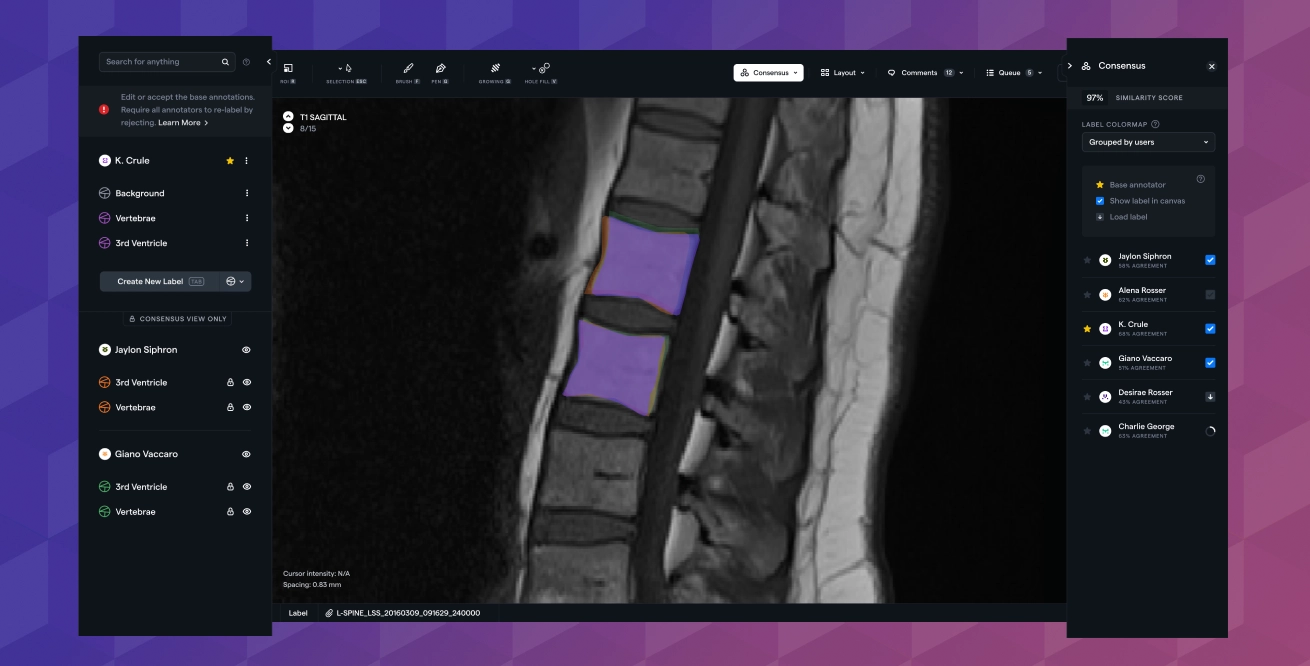 Search for anything
Edit or accept the base annotations.
Require all annotators to re-label by
rejecting. Learn More
K. Crule
Background
Vertebrae
3rd Ventricle
Create New Label TAB
CONSENSUS VIEW ONLY
Jaylon Siphron
3rd Ventricle
Vertebrae
Giano Vaccaro
3rd Ventricle
Vertebrae
ROI R
SELECTION ESC
BRUSH F
PEN D
GROWING G
HOLE FILL V
Consensus
Layout
Comments 12
Queue 5
T1 SAGITTAL
8/15
Cursor intensity: N/A
Spacing: 0.83 mm
Label
L-SPINE_LSS_20160309_091629_240000
Consensus
97% SIMILARITY SCORE
LABEL COLORMAP
Grouped by users
Base annotator
Show label in canvas
Load label
Jaylon Siphron
58% AGREEMENT
Alena Rosser
62% AGREEMENT
K. Crule
68% AGREEMENT
Giano Vaccaro
51% AGREEMENT
Desirae Rosser
43% AGREEMENT
Charlie George
63% AGREEMENT